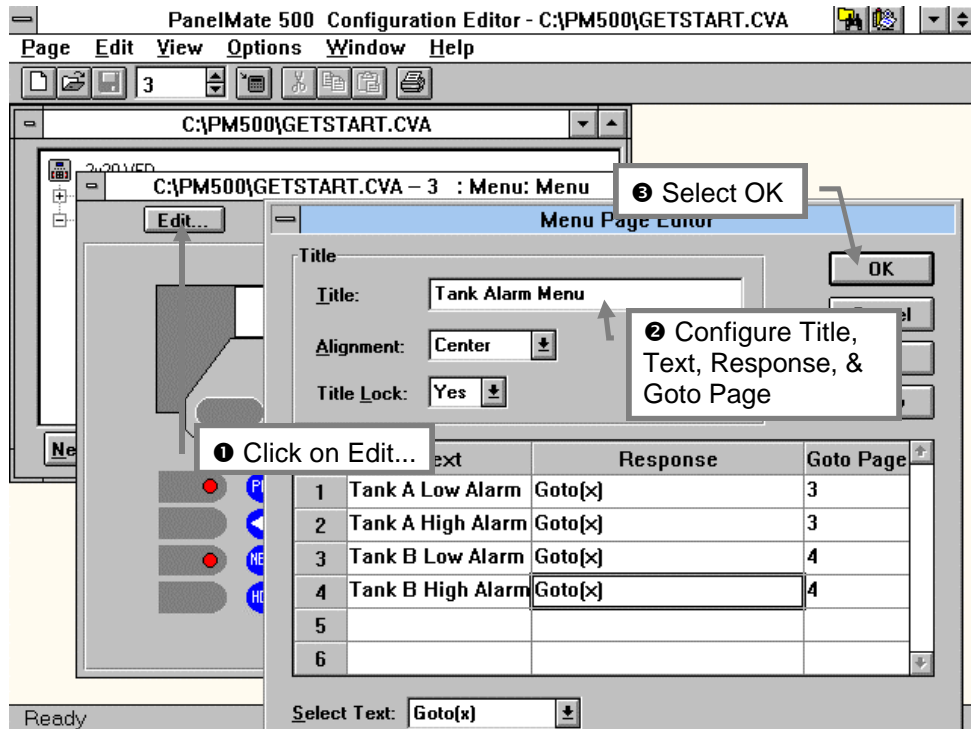 PanelMate 500 Configuration Editor - C:\PM500\GETSTART.CVA
Page Edit View Options Window Help
3
C:\PM500\GETSTART.CVA
C:\PM500\GETSTART.CVA – 3 : Menu: Menu
❸ Select OK
Edit...
Menu Page Editor
Title
OK
Title: Tank Alarm Menu
❷ Configure Title,
Text, Response, &
Goto Page
Alignment: Center
Title Lock: Yes
❶ Click on Edit...
Response Goto Page
1 Tank A Low Alarm Goto(x) 3
2 Tank A High Alarm Goto(x) 3
3 Tank B Low Alarm Goto(x) 4
4 Tank B High Alarm Goto(x) 4
5
6
Select Text: Goto(x)
Ready